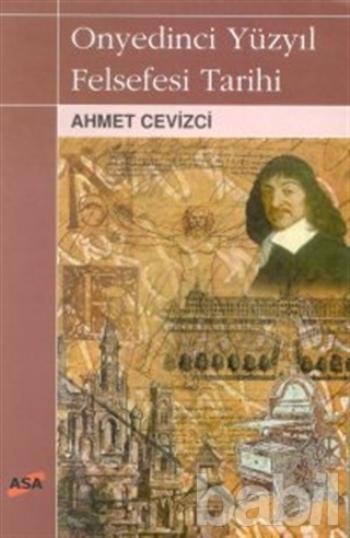 Onyedinci Yüzyıl
Felsefesi Tarihi
AHMET CEVİZCİ
ASA
babil